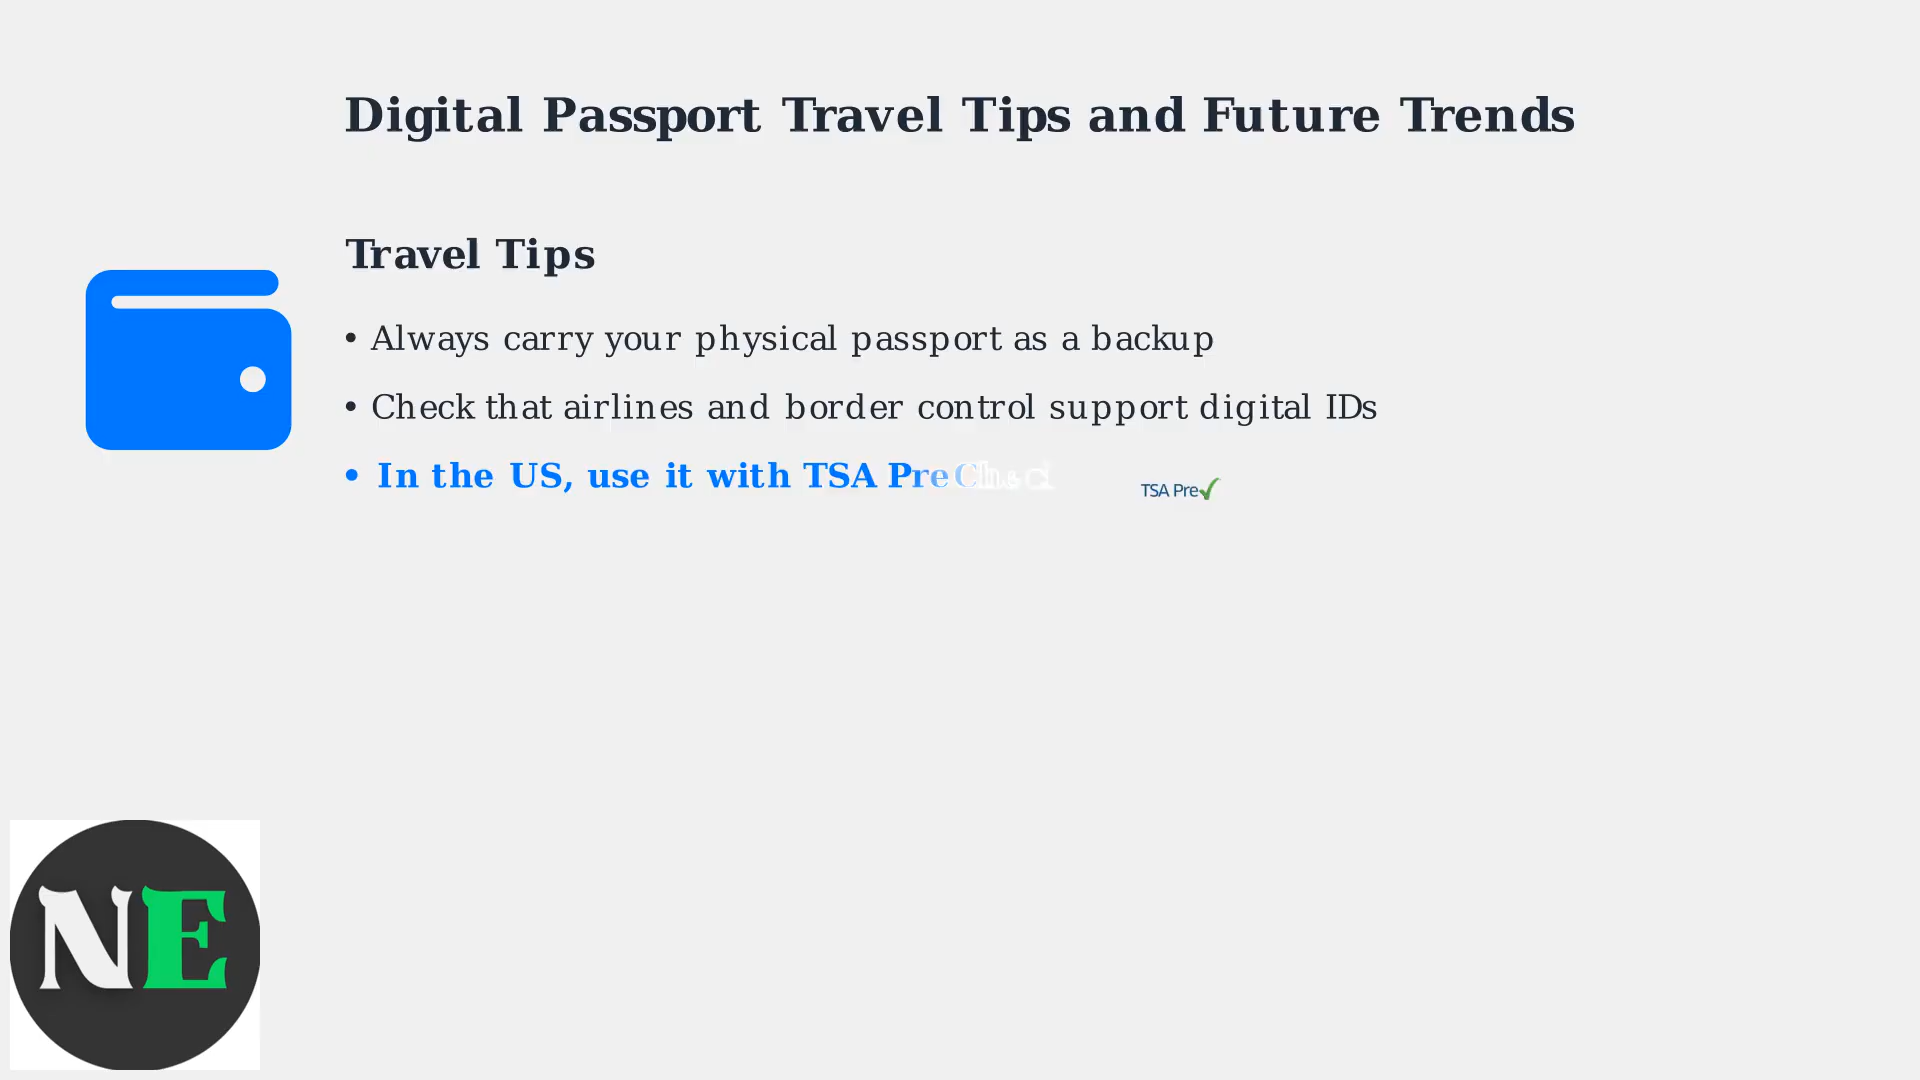 Digital Passport Travel Tips and Future Trends
Travel Tips
• Always carry your physical passport as a backup
• Check that airlines and border control support digital IDs
• In the US, use it with TSA PreCheck
TSA Pre✓
NE